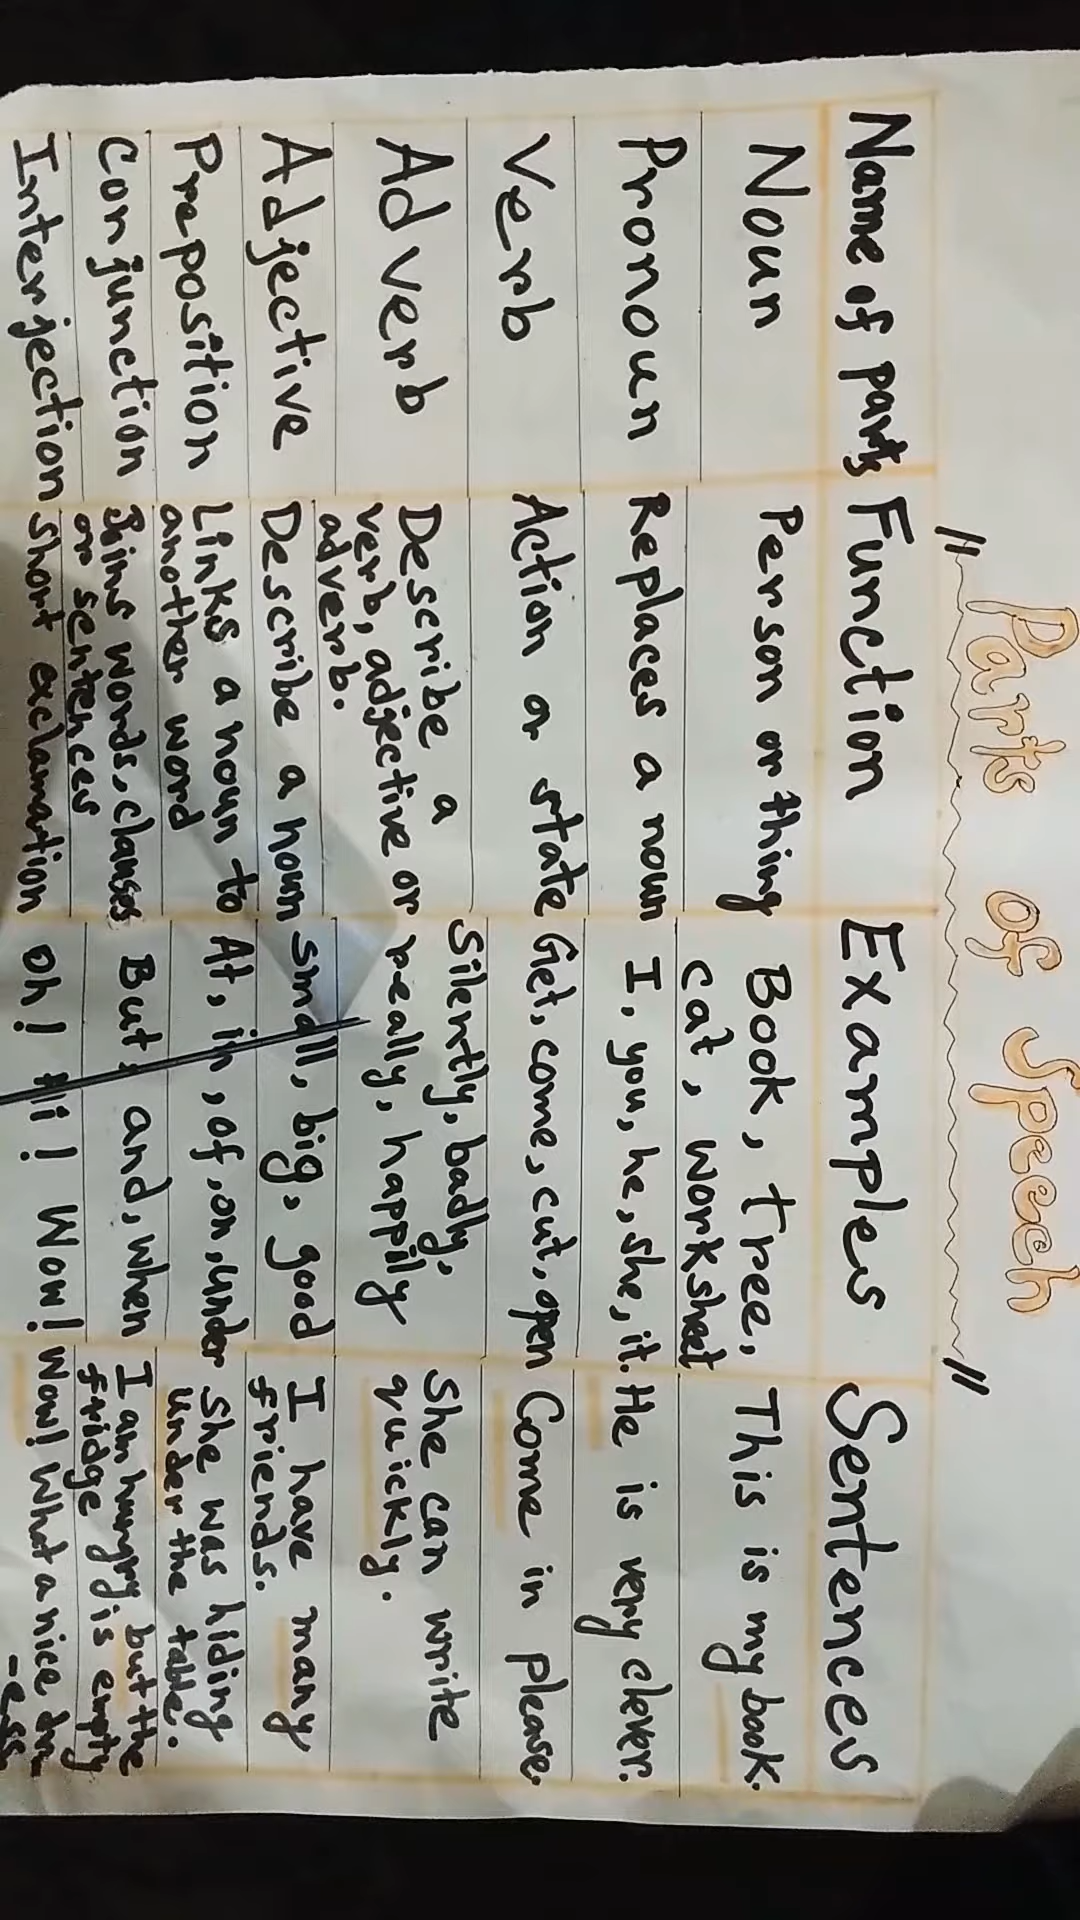 Parts of Speech
Name of parts Function Examples Sentences
Noun Person or thing Book, tree, cat, worksheet This is my book.
Pronoun Replaces a noun I, you, he, she, it. He is very clever.
Verb Action or state Get, come, cut, open Come in please.
Adverb Describe a verb, adjective or adverb. Silently, badly, really, happily She can write quickly.
Adjective Describe a noun small, big, good I have many friends.
Preposition Links a noun to another word At, in, of, on, under She was hiding under the table.
Conjunction Joins words, clauses or sentences But, and, when I am hungry, but the fridge is empty
Interjection short exclamation oh! Hi! Wow! Wow! What a nice dr-ess